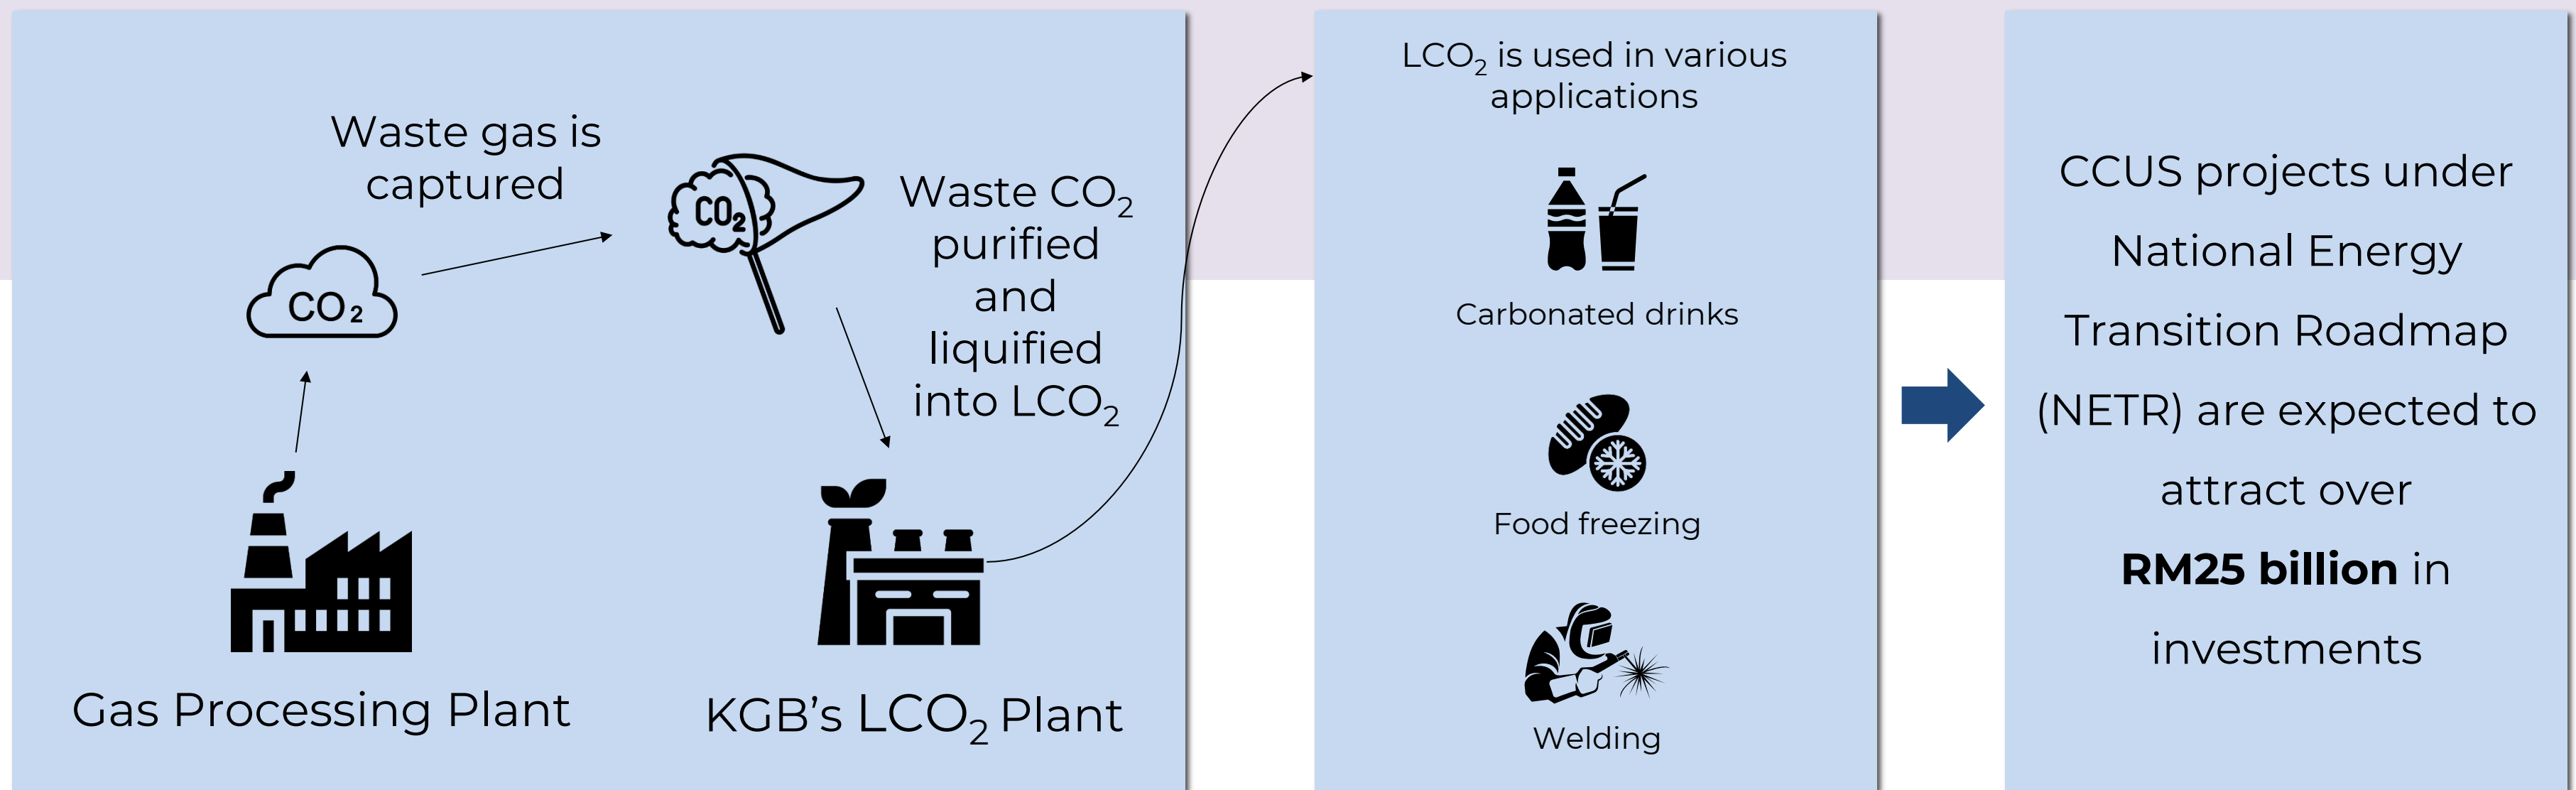 Waste gas is
captured
CO₂
CO₂
Waste CO₂
purified
and
liquified
into LCO₂
Gas Processing Plant
KGB’s LCO₂ Plant
LCO₂ is used in various
applications
Carbonated drinks
Food freezing
Welding
CCUS projects under
National Energy
Transition Roadmap
(NETR) are expected to
attract over
RM25 billion in
investments